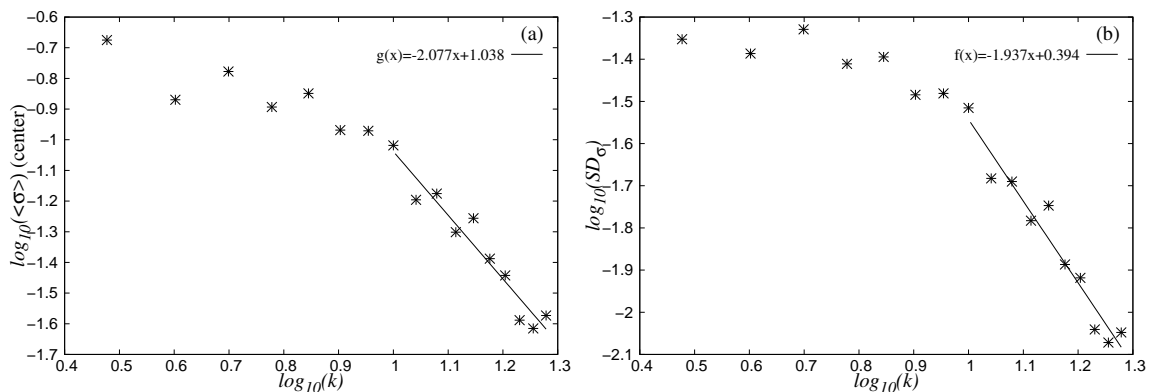 -0.6
-0.7
-0.8
-0.9
-1
-1.1
-1.2
-1.3
-1.4
-1.5
-1.6
-1.7
0.4 0.5 0.6 0.7 0.8 0.9 1 1.1 1.2 1.3
log10(<σ>) (center)
log10(k)
(a)
g(x)=-2.077x+1.038
-1.3
-1.4
-1.5
-1.6
-1.7
-1.8
-1.9
-2
-2.1
0.4 0.5 0.6 0.7 0.8 0.9 1 1.1 1.2 1.3
log10(SDσ)
log10(k)
(b)
f(x)=-1.937x+0.394